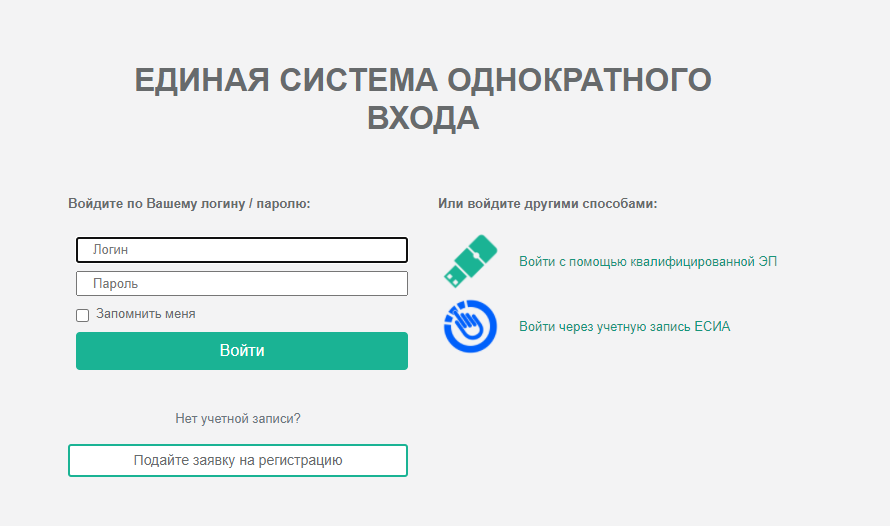 ЕДИНАЯ СИСТЕМА ОДНОКРАТНОГО
ВХОДА
Войдите по Вашему логину / паролю:
Логин
Пароль
Запомнить меня
Войти
Нет учетной записи?
Подайте заявку на регистрацию
Или войдите другими способами:
Войти с помощью квалифицированной ЭП
Войти через учетную запись ЕСИА